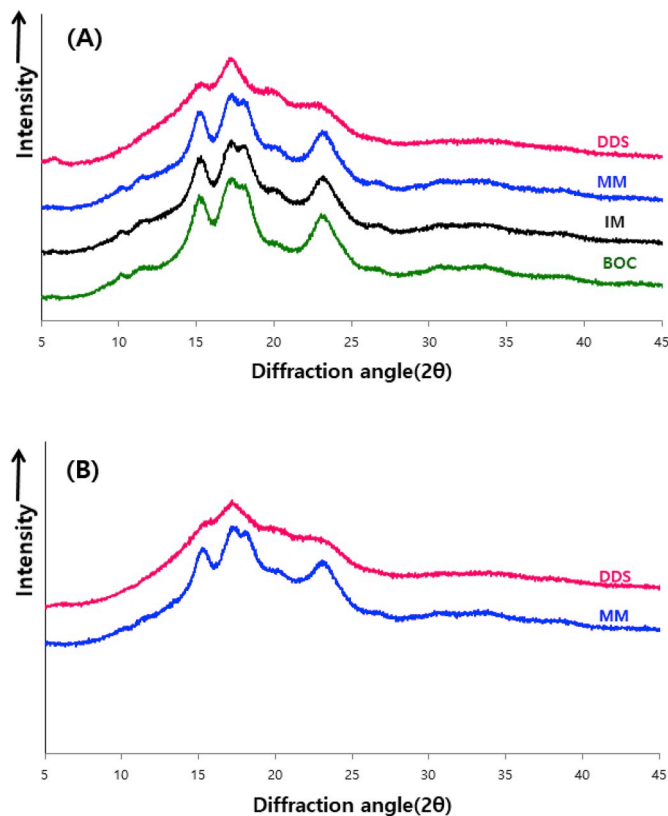 (A)
Intensity
DDS
MM
IM
BOC
5 10 15 20 25 30 35 40 45
Diffraction angle(2θ)
(B)
Intensity
DDS
MM
5 10 15 20 25 30 35 40 45
Diffraction angle(2θ)